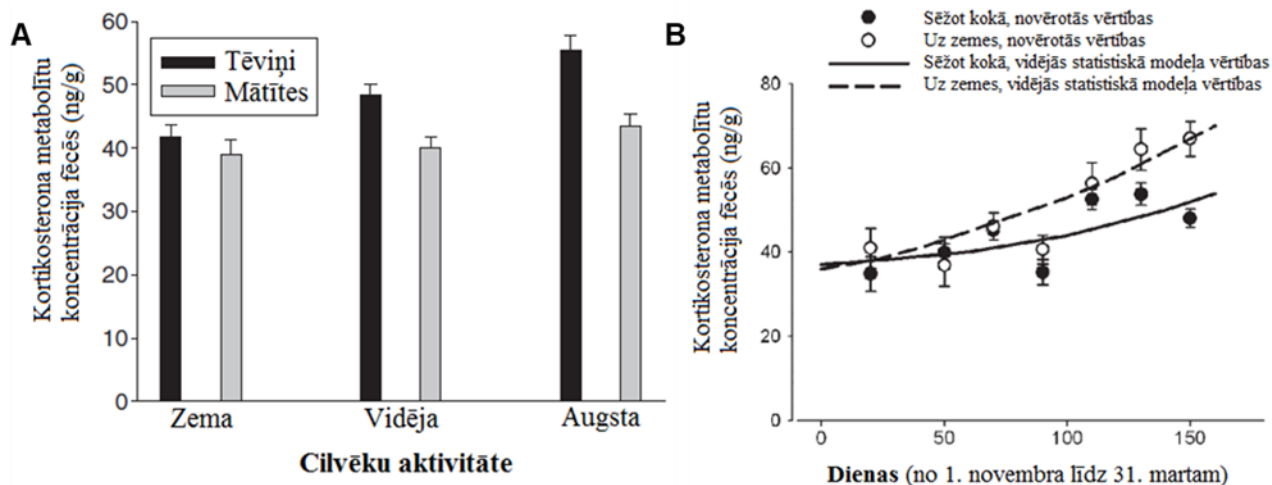 A
Kortikosterona metabolītu
koncentrācija fēcēs (ng/g)
60
50
40
30
20
10
0
Tēviņi
Mātītes
Zema
Vidēja
Augsta
Cilvēku aktivitāte
B
Sēžot kokā, novērotās vērtības
Uz zemes, novērotās vērtības
Sēžot kokā, vidējās statistiskā modeļa vērtības
Uz zemes, vidējās statistiskā modeļa vērtības
Kortikosterona metabolītu
koncentrācija fēcēs (ng/g)
80
60
40
20
0
0
50
100
150
Dienas (no 1. novembra līdz 31. martam)